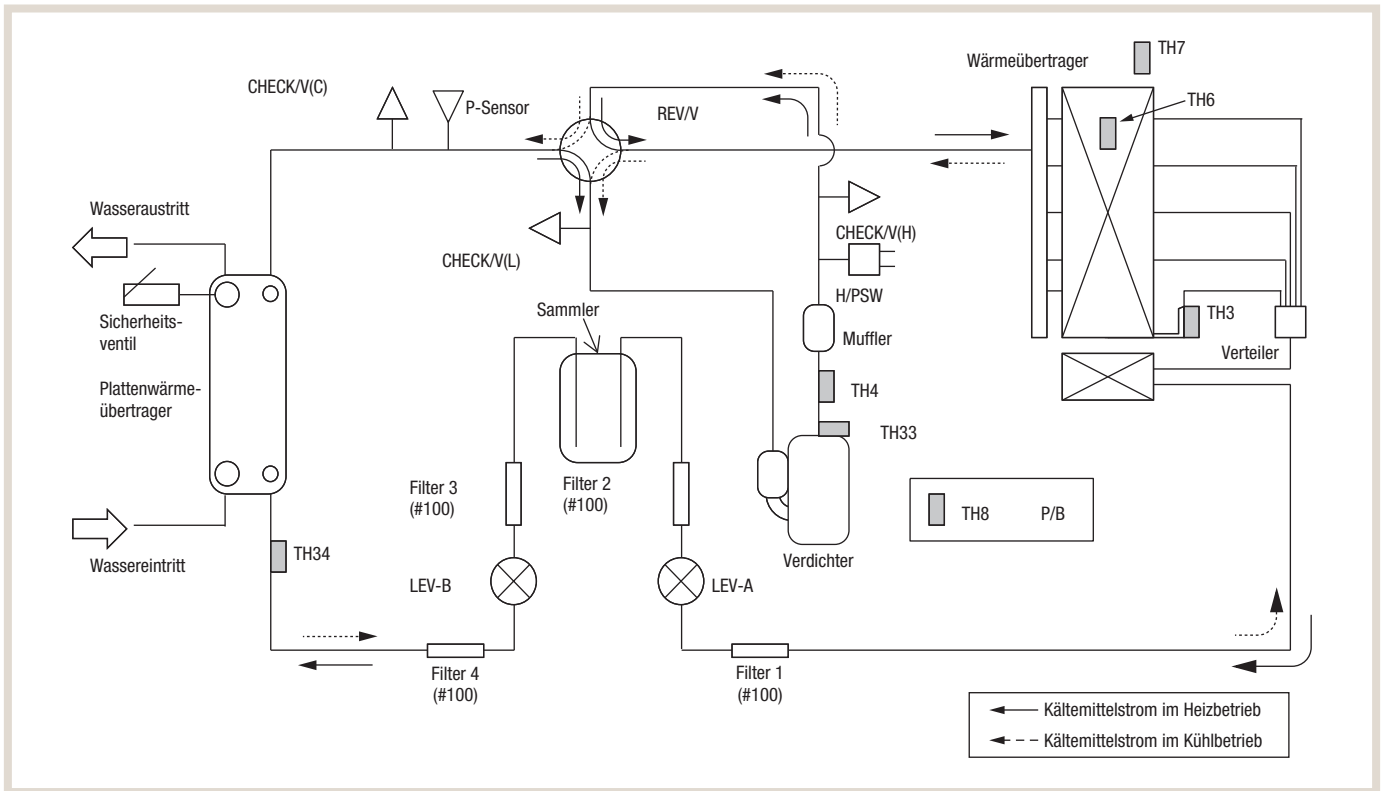 TH7
Wärmeübertrager
CHECK/V(C)
P-Sensor
REV/V
TH6
Wasseraustritt
CHECK/V(L)
CHECK/V(H)
H/PSW
Sammler
Sicherheits-
ventil
Muffler
TH3
Verteiler
Plattenwärme-
übertrager
TH4
TH33
Filter 3
(#100)
Filter 2
(#100)
TH8
P/B
Wassereintritt
TH34
LEV-B
LEV-A
Verdichter
Filter 4
(#100)
Filter 1
(#100)
Kältemittelstrom im Heizbetrieb
Kältemittelstrom im Kühlbetrieb